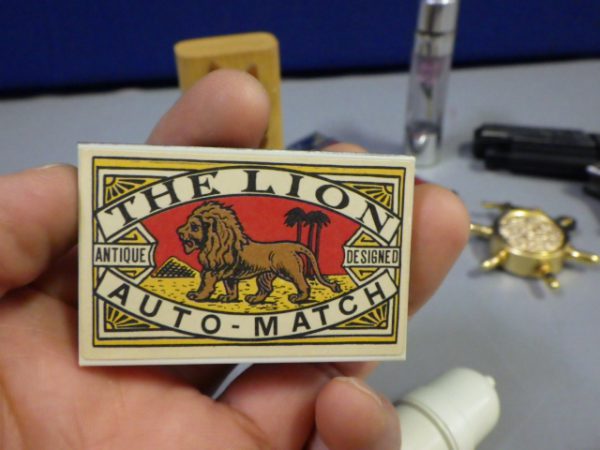 THE LION
ANTIQUE DESIGNED
AUTO-MATCH